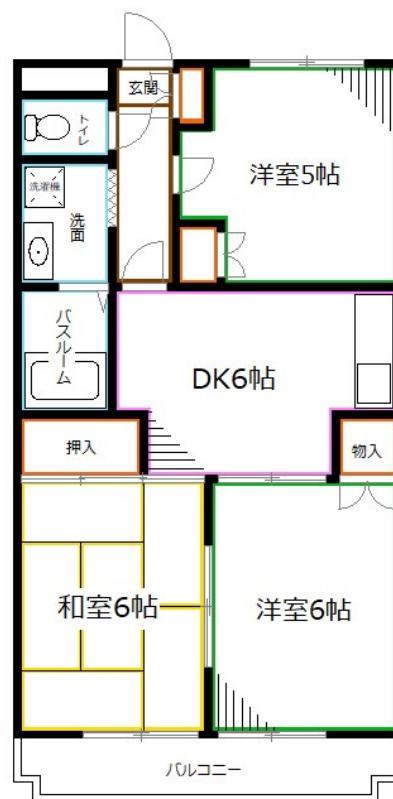 玄関
トイレ
洋室5帖
洗濯機
洗面
バスルーム
DK6帖
押入
物入
和室6帖
洋室6帖
バルコニー